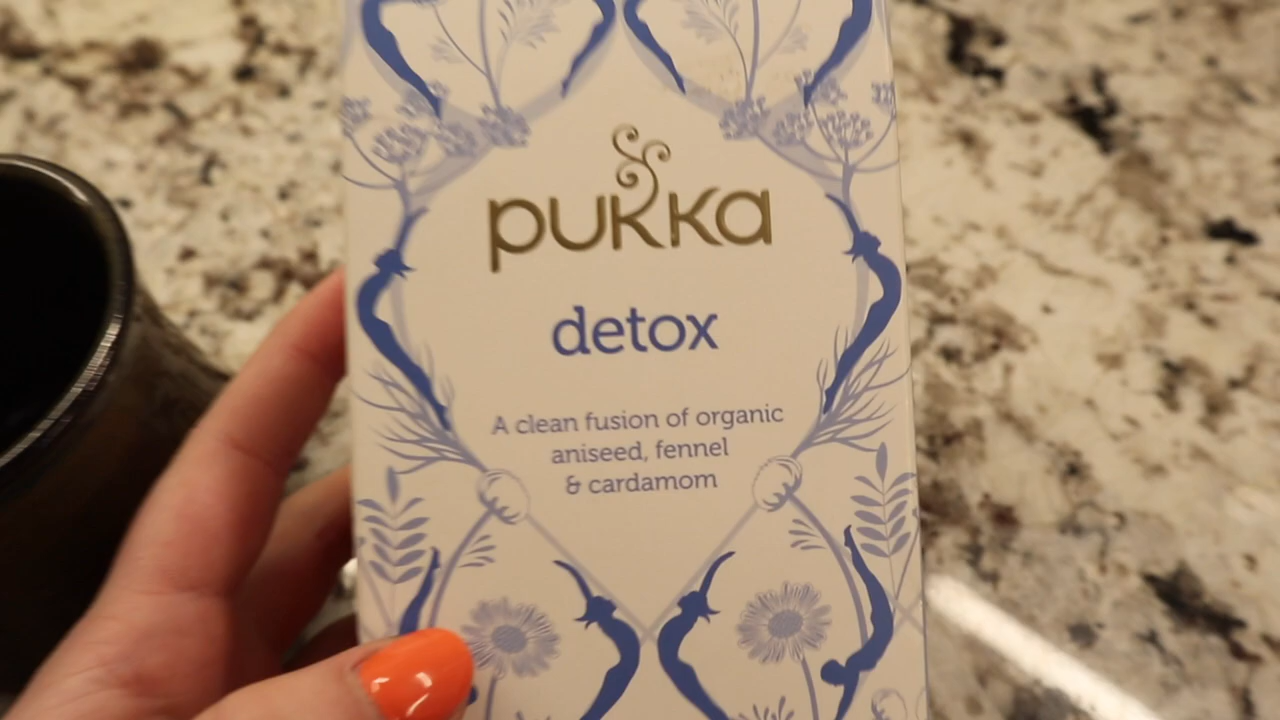 pukka
detox
A clean fusion of organic
aniseed, fennel
& cardamom